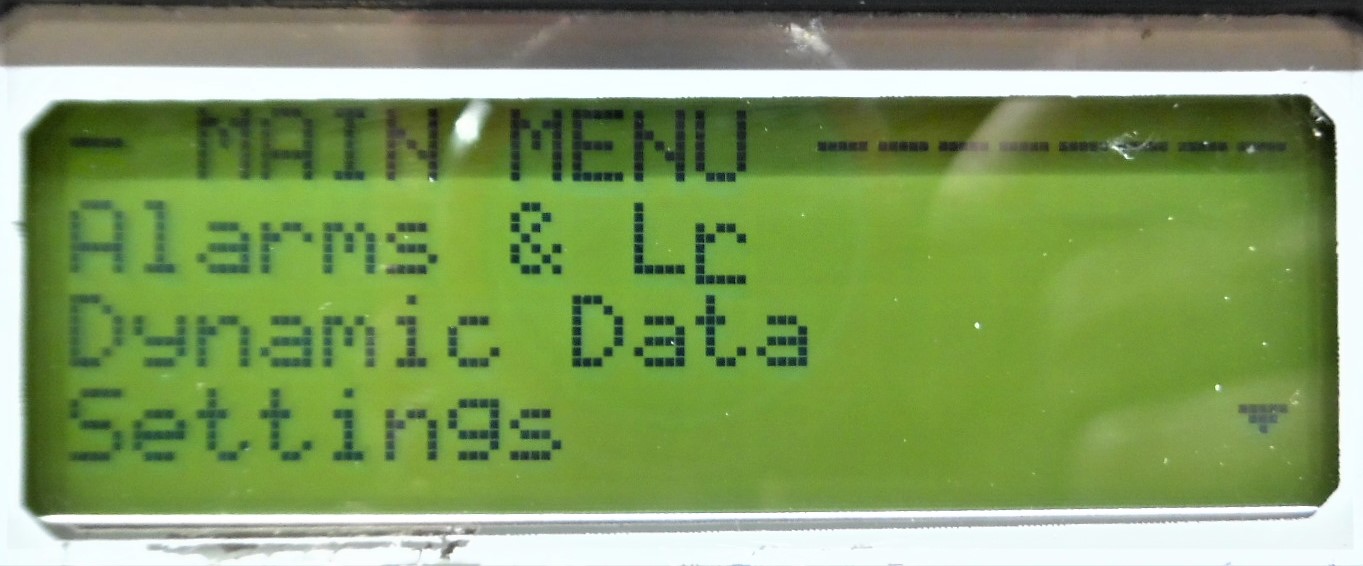 - MAIN MENU --------
Alarms & Lc
Dynamic Data
Settings